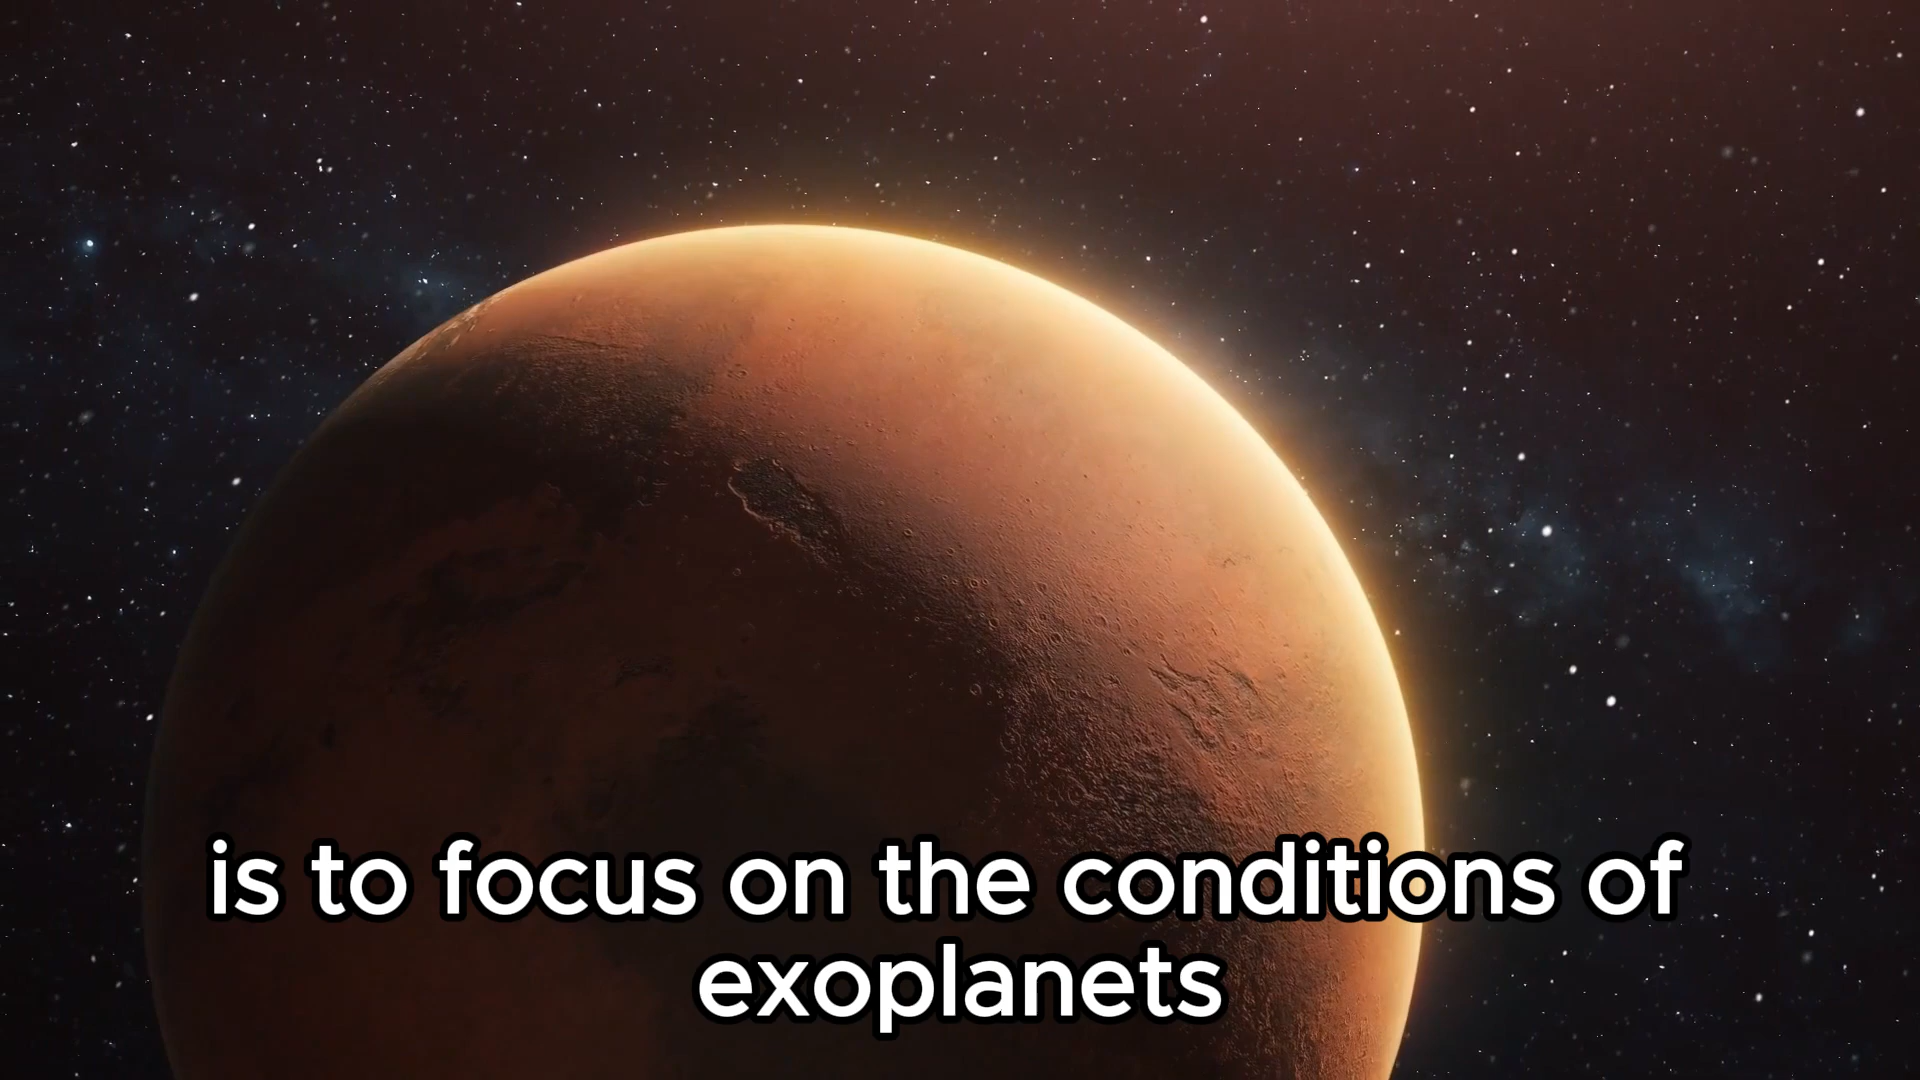 is to focus on the conditions of
exoplanets